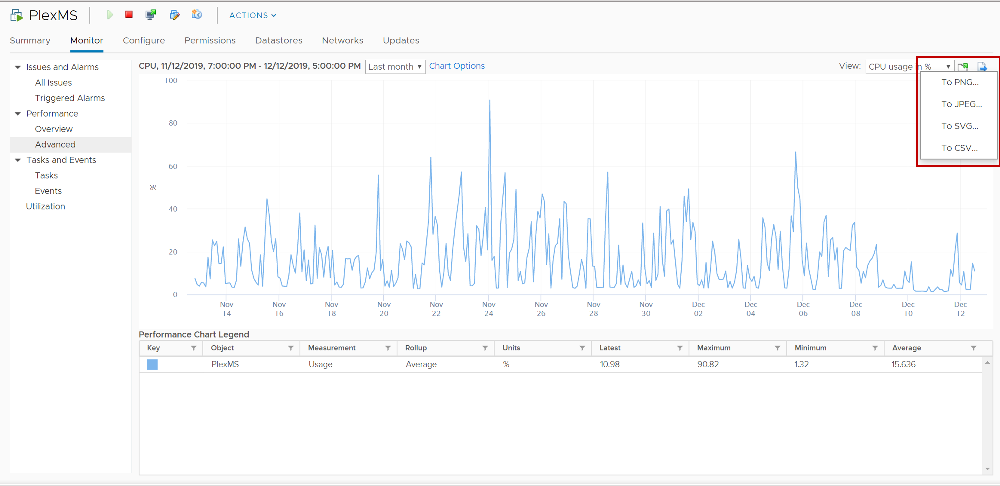 PlexMS
ACTIONS
Summary Monitor Configure Permissions Datastores Networks Updates
Issues and Alarms
All Issues
Triggered Alarms
Performance
Overview
Advanced
Tasks and Events
Tasks
Events
Utilization
CPU, 11/12/2019, 7:00:00 PM - 12/12/2019, 5:00:00 PM Last month Chart Options View: CPU usage in %
To PNG...
To JPEG...
To SVG...
To CSV...
100
80
60
%
40
20
0
Nov 14 Nov 16 Nov 18 Nov 20 Nov 22 Nov 24 Nov 26 Nov 28 Nov 30 Dec 02 Dec 04 Dec 06 Dec 08 Dec 10 Dec 12
Performance Chart Legend
Key Object Measurement Rollup Units Latest Maximum Minimum Average
PlexMS Usage Average % 10.98 90.82 1.32 15.636